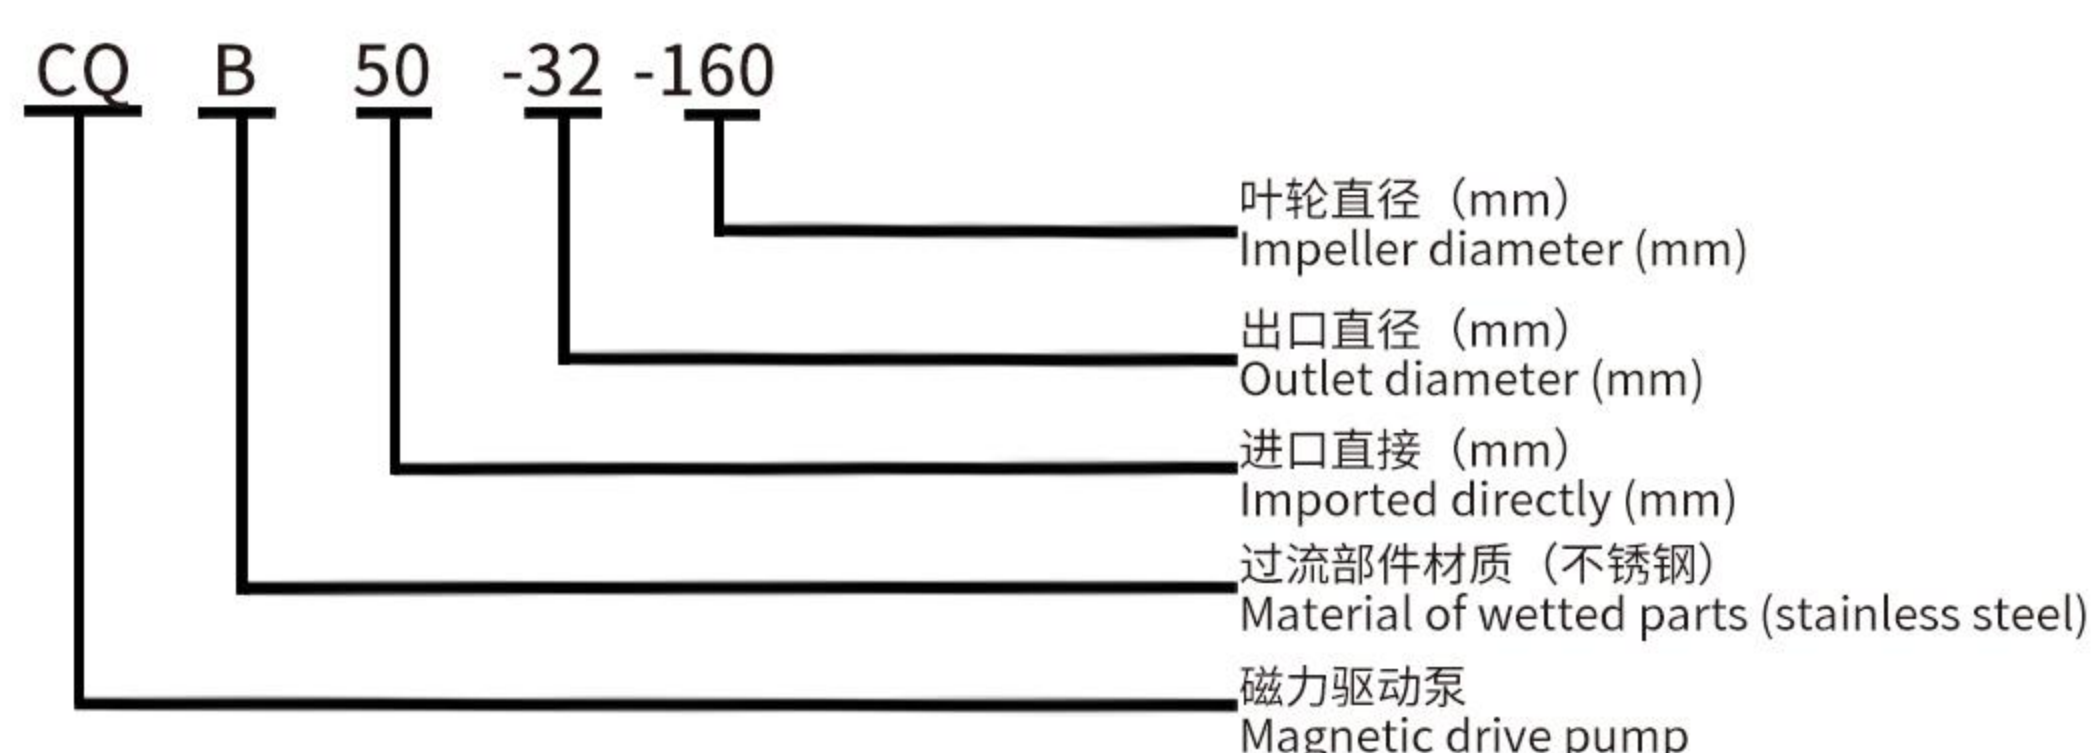 CQ B 50 -32 -160
叶轮直径（mm）
Impeller diameter (mm)
出口直径（mm）
Outlet diameter (mm)
进口直接（mm）
Imported directly (mm)
过流部件材质（不锈钢）
Material of wetted parts (stainless steel)
磁力驱动泵
Magnetic drive pump